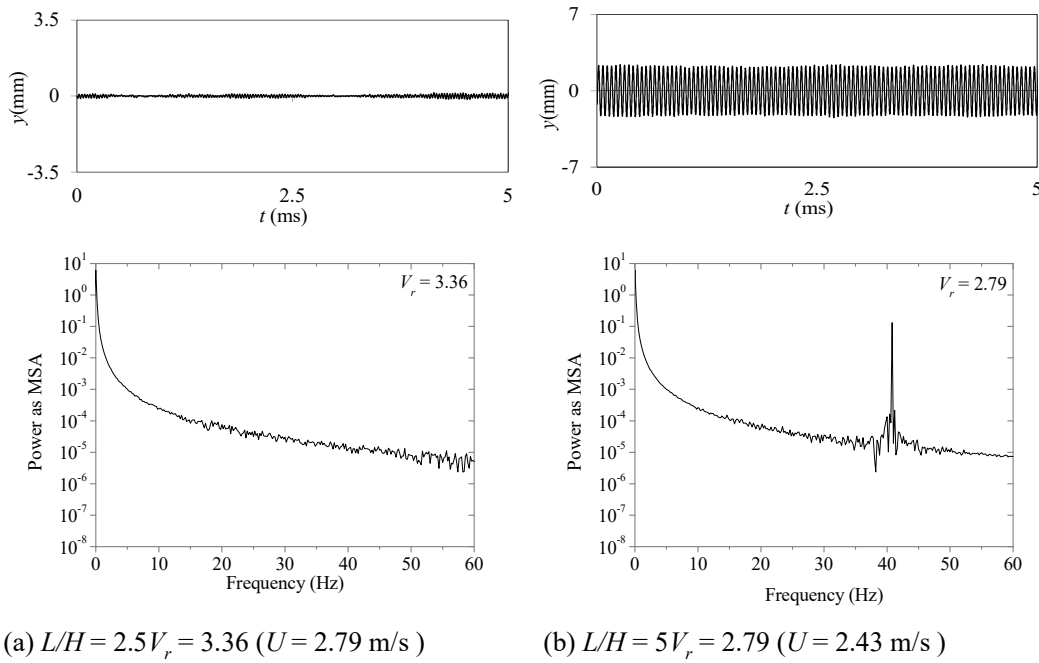 3.5
0
-3.5
y(mm)
0 2.5 5
t (ms)
7
0
-7
y(mm)
0 2.5 5
t (ms)
10^1
10^0
10^-1
10^-2
10^-3
10^-4
10^-5
10^-6
10^-7
10^-8
Power as MSA
V_r = 3.36
0 10 20 30 40 50 60
Frequency (Hz)
10^1
10^0
10^-1
10^-2
10^-3
10^-4
10^-5
10^-6
10^-7
10^-8
Power as MSA
V_r = 2.79
0 10 20 30 40 50 60
Frequency (Hz)
(a) L/H = 2.5V_r = 3.36 (U = 2.79 m/s )
(b) L/H = 5V_r = 2.79 (U = 2.43 m/s )